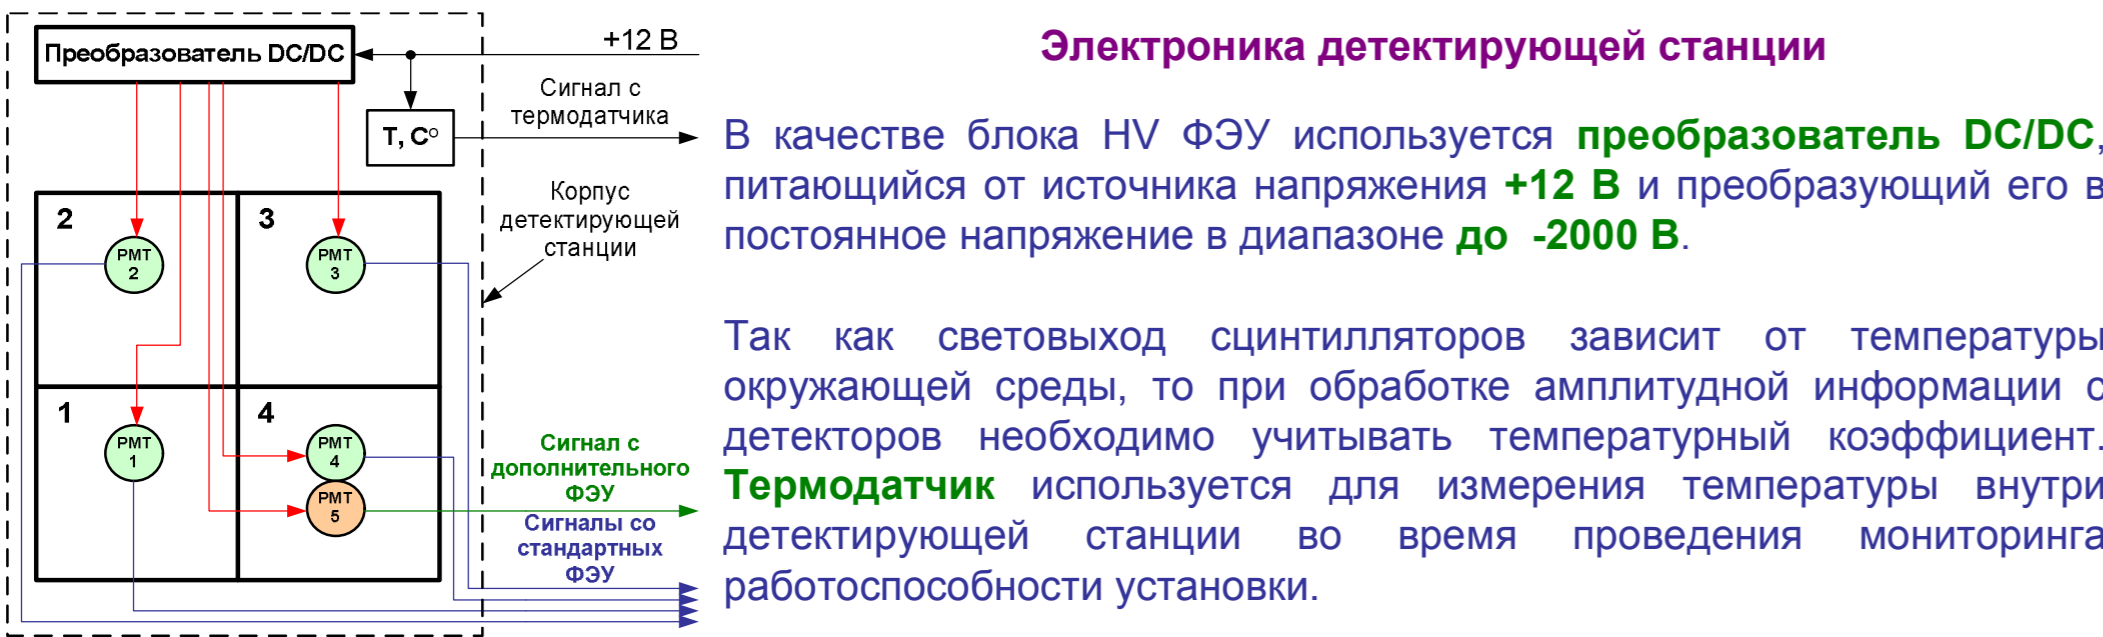 Преобразователь DC/DC
+12 В
Сигнал с
термодатчика
T, C°
Корпус
детектирующей
станции
2
PMT
2
3
PMT
3
1
PMT
1
4
PMT
4
PMT
5
Сигнал с
дополнительного
ФЭУ
Сигналы со
стандартных
ФЭУ
Электроника детектирующей станции
В качестве блока HV ФЭУ используется преобразователь DC/DC,
питающийся от источника напряжения +12 В и преобразующий его в
постоянное напряжение в диапазоне до -2000 В.
Так как световыход сцинтилляторов зависит от температуры
окружающей среды, то при обработке амплитудной информации с
детекторов необходимо учитывать температурный коэффициент.
Термодатчик используется для измерения температуры внутри
детектирующей станции во время проведения мониторинга
работоспособности установки.